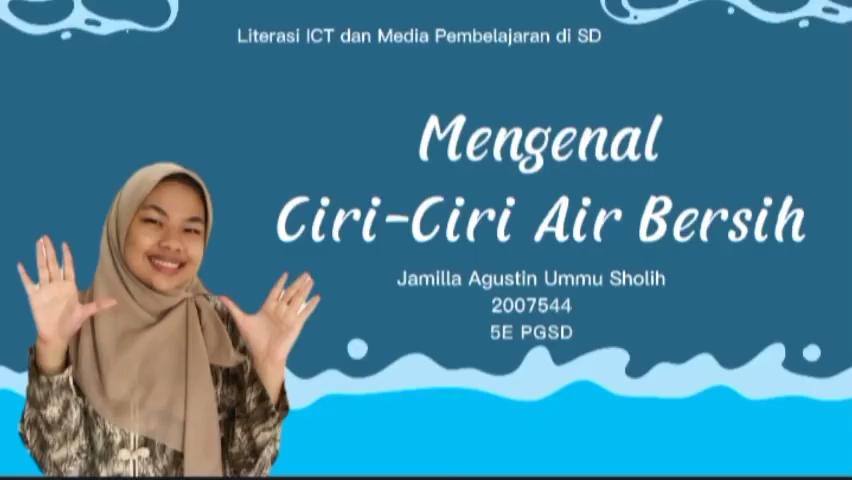 Literasi ICT dan Media Pembelajaran di SD
Mengenal
Ciri-Ciri Air Bersih
Jamilla Agustin Ummu Sholih
2007544
5E PGSD